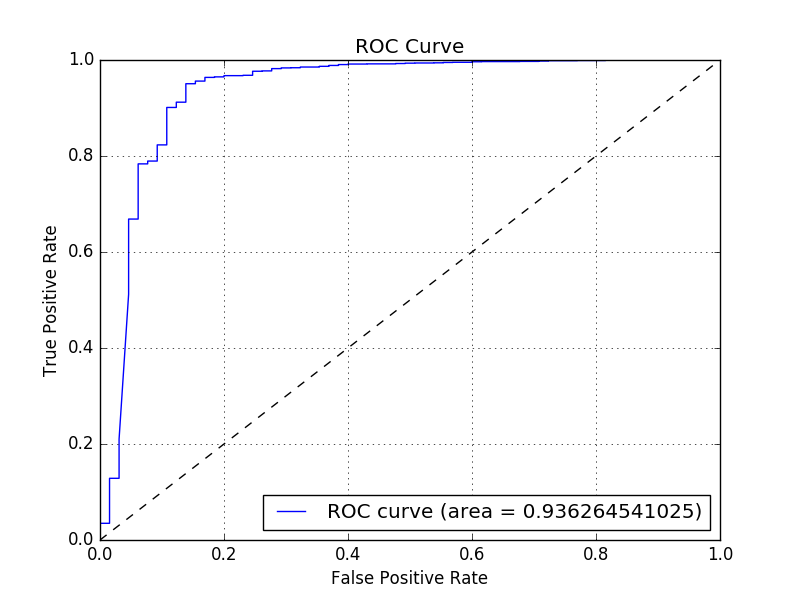 ROC Curve
1.0
0.8
0.6
0.4
0.2
0.0
True Positive Rate
ROC curve (area = 0.936264541025)
0.0 0.2 0.4 0.6 0.8 1.0
False Positive Rate